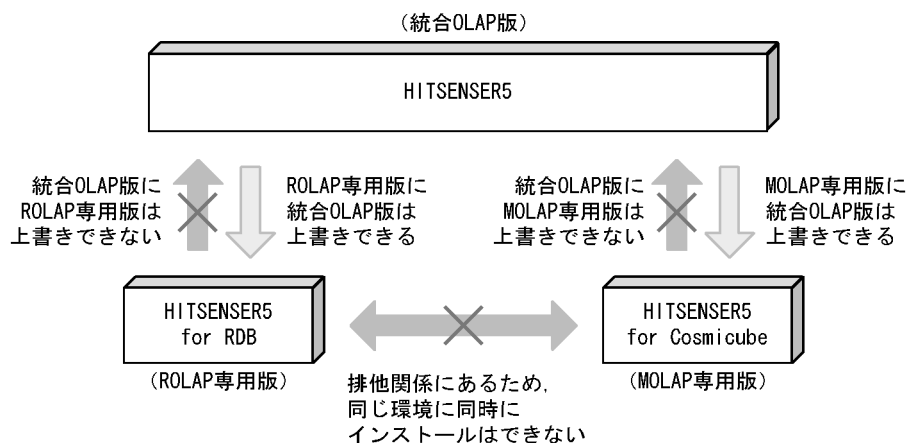 (統合OLAP版)
HITSENSER5
統合OLAP版に
ROLAP専用版は
上書きできない
ROLAP専用版に
統合OLAP版は
上書きできる
統合OLAP版に
MOLAP専用版は
上書きできない
MOLAP専用版に
統合OLAP版は
上書きできる
HITSENSER5
for RDB
(ROLAP専用版)
HITSENSER5
for Cosmicube
(MOLAP専用版)
排他関係にあるため,
同じ環境に同時に
インストールはできない